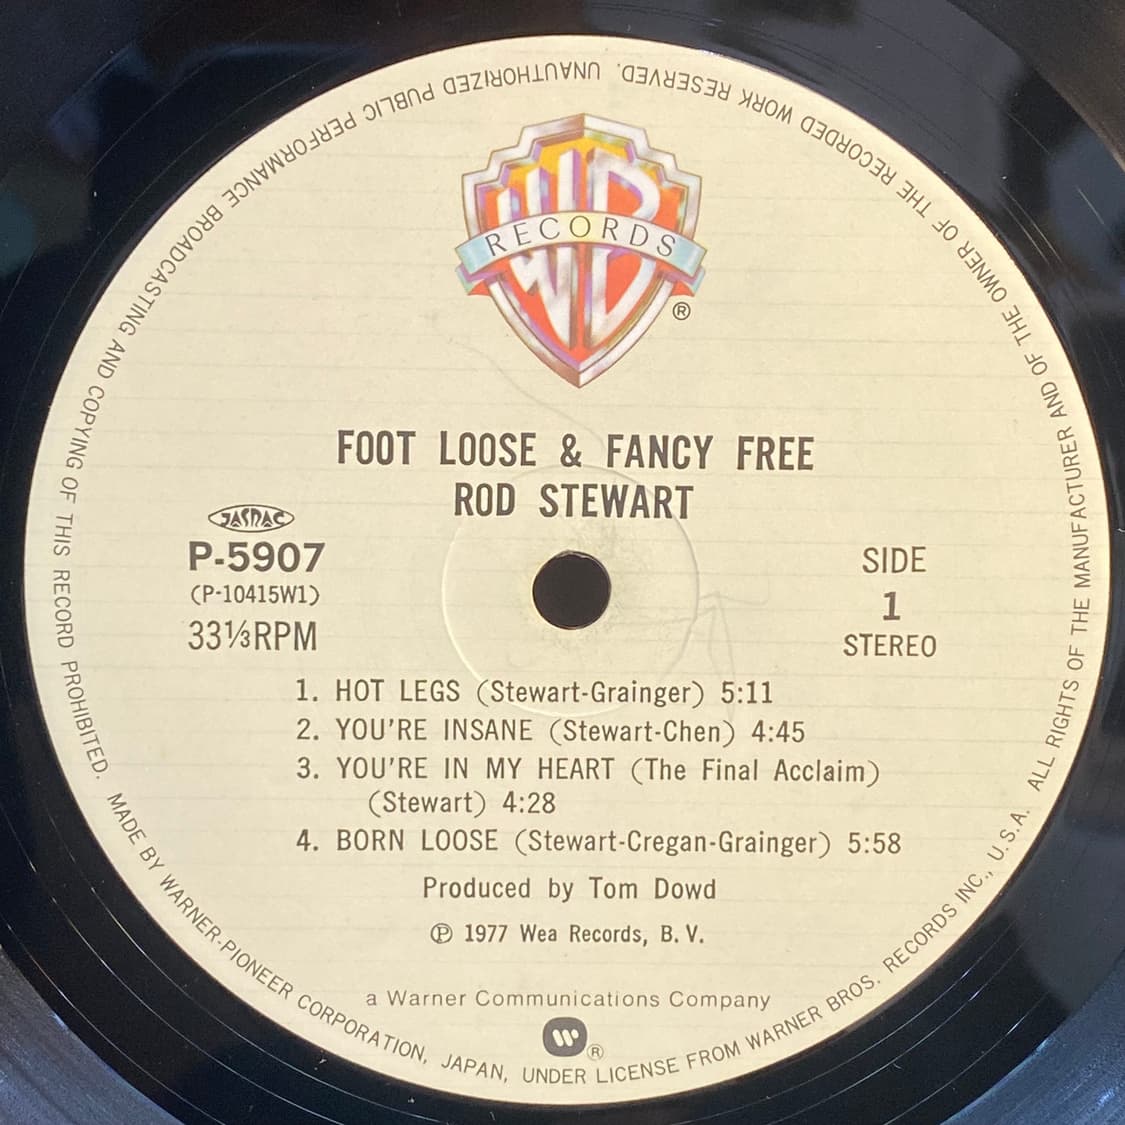 WB
RECORDS
®
FOOT LOOSE & FANCY FREE
ROD STEWART
JASRAC
P-5907
(P-10415W1)
33⅓RPM
SIDE
1
STEREO
1. HOT LEGS (Stewart-Grainger) 5:11
2. YOU'RE INSANE (Stewart-Chen) 4:45
3. YOU'RE IN MY HEART (The Final Acclaim)
(Stewart) 4:28
4. BORN LOOSE (Stewart-Cregan-Grainger) 5:58
Produced by Tom Dowd
℗ 1977 Wea Records, B. V.
a Warner Communications Company
W ®
MADE BY WARNER-PIONEER CORPORATION, JAPAN, UNDER LICENSE FROM WARNER BROS. RECORDS INC., U.S.A. ALL RIGHTS OF THE MANUFACTURER AND OF THE OWNER OF THE RECORDED WORK RESERVED. UNAUTHORIZED PUBLIC PERFORMANCE BROADCASTING AND COPYING OF THIS RECORD PROHIBITED.